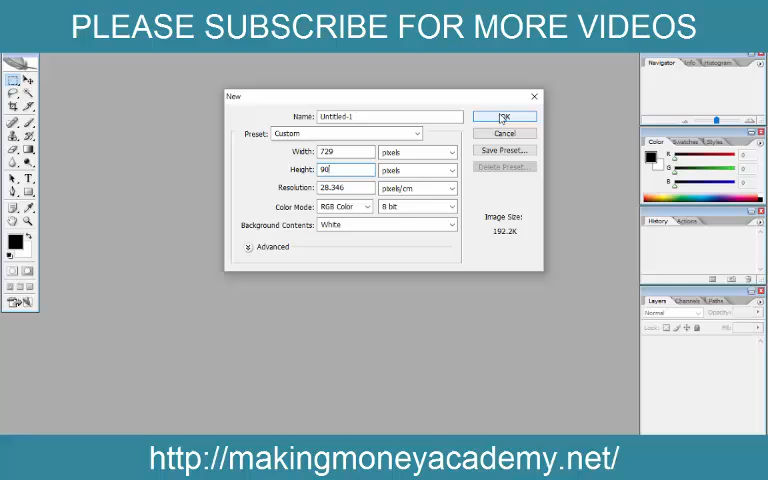 PLEASE SUBSCRIBE FOR MORE VIDEOS
Navigator Info Histogram
New
Name: Untitled-1
Preset: Custom
OK
Cancel
Save Preset...
Delete Preset...
Width: 729 pixels
Height: 90 pixels
Resolution: 28.346 pixels/cm
Color Mode: RGB Color 8 bit
Background Contents: White
Advanced
Image Size:
192.2K
Color Swatches Styles
R 0
G 0
B 0
History Actions
Layers Channels Paths
Normal Opacity:
Lock: Fill:
http://makingmoneyacademy.net/